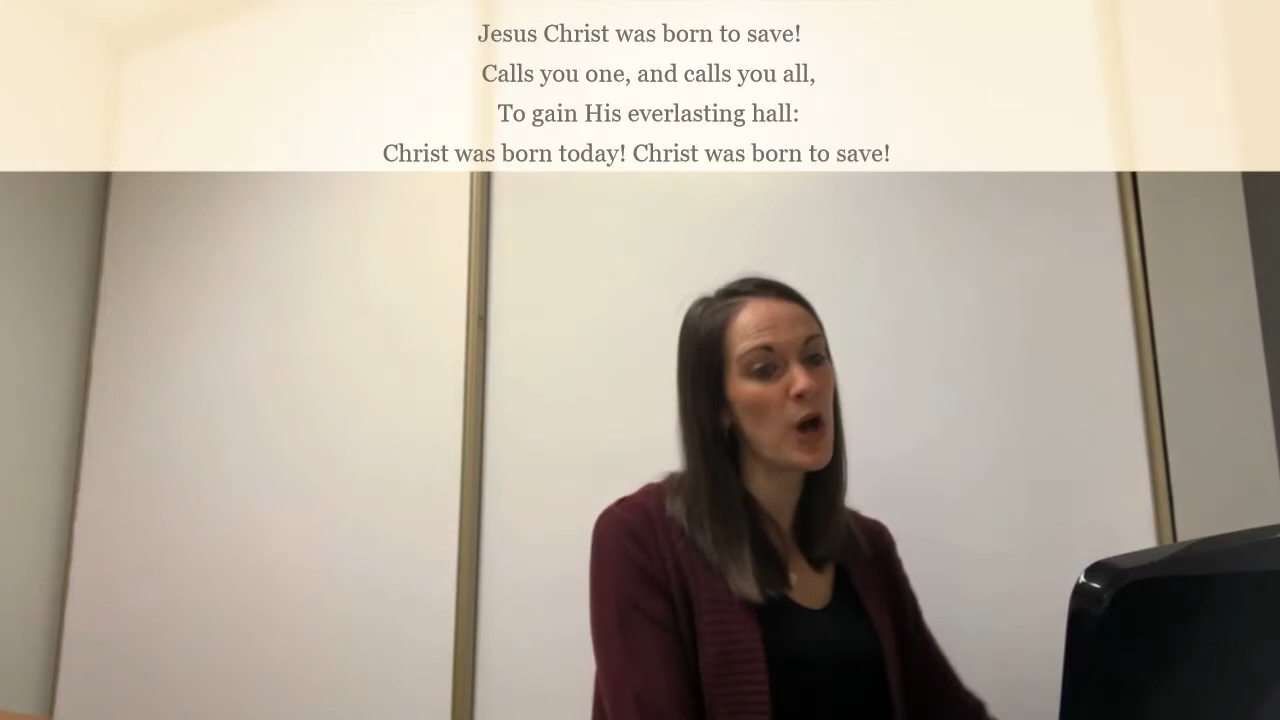 Jesus Christ was born to save!
Calls you one, and calls you all,
To gain His everlasting hall:
Christ was born today! Christ was born to save!